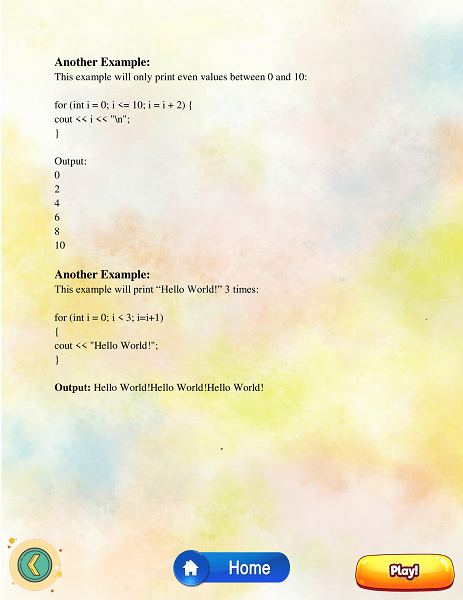 Another Example:
This example will only print even values between 0 and 10:
for (int i = 0; i <= 10; i = i + 2) {
cout << i << "\n";
}
Output:
0
2
4
6
8
10
Another Example:
This example will print “Hello World!” 3 times:
for (int i = 0; i < 3; i=i+1)
{
cout << "Hello World!";
}
Output: Hello World!Hello World!Hello World!
Home
Play!